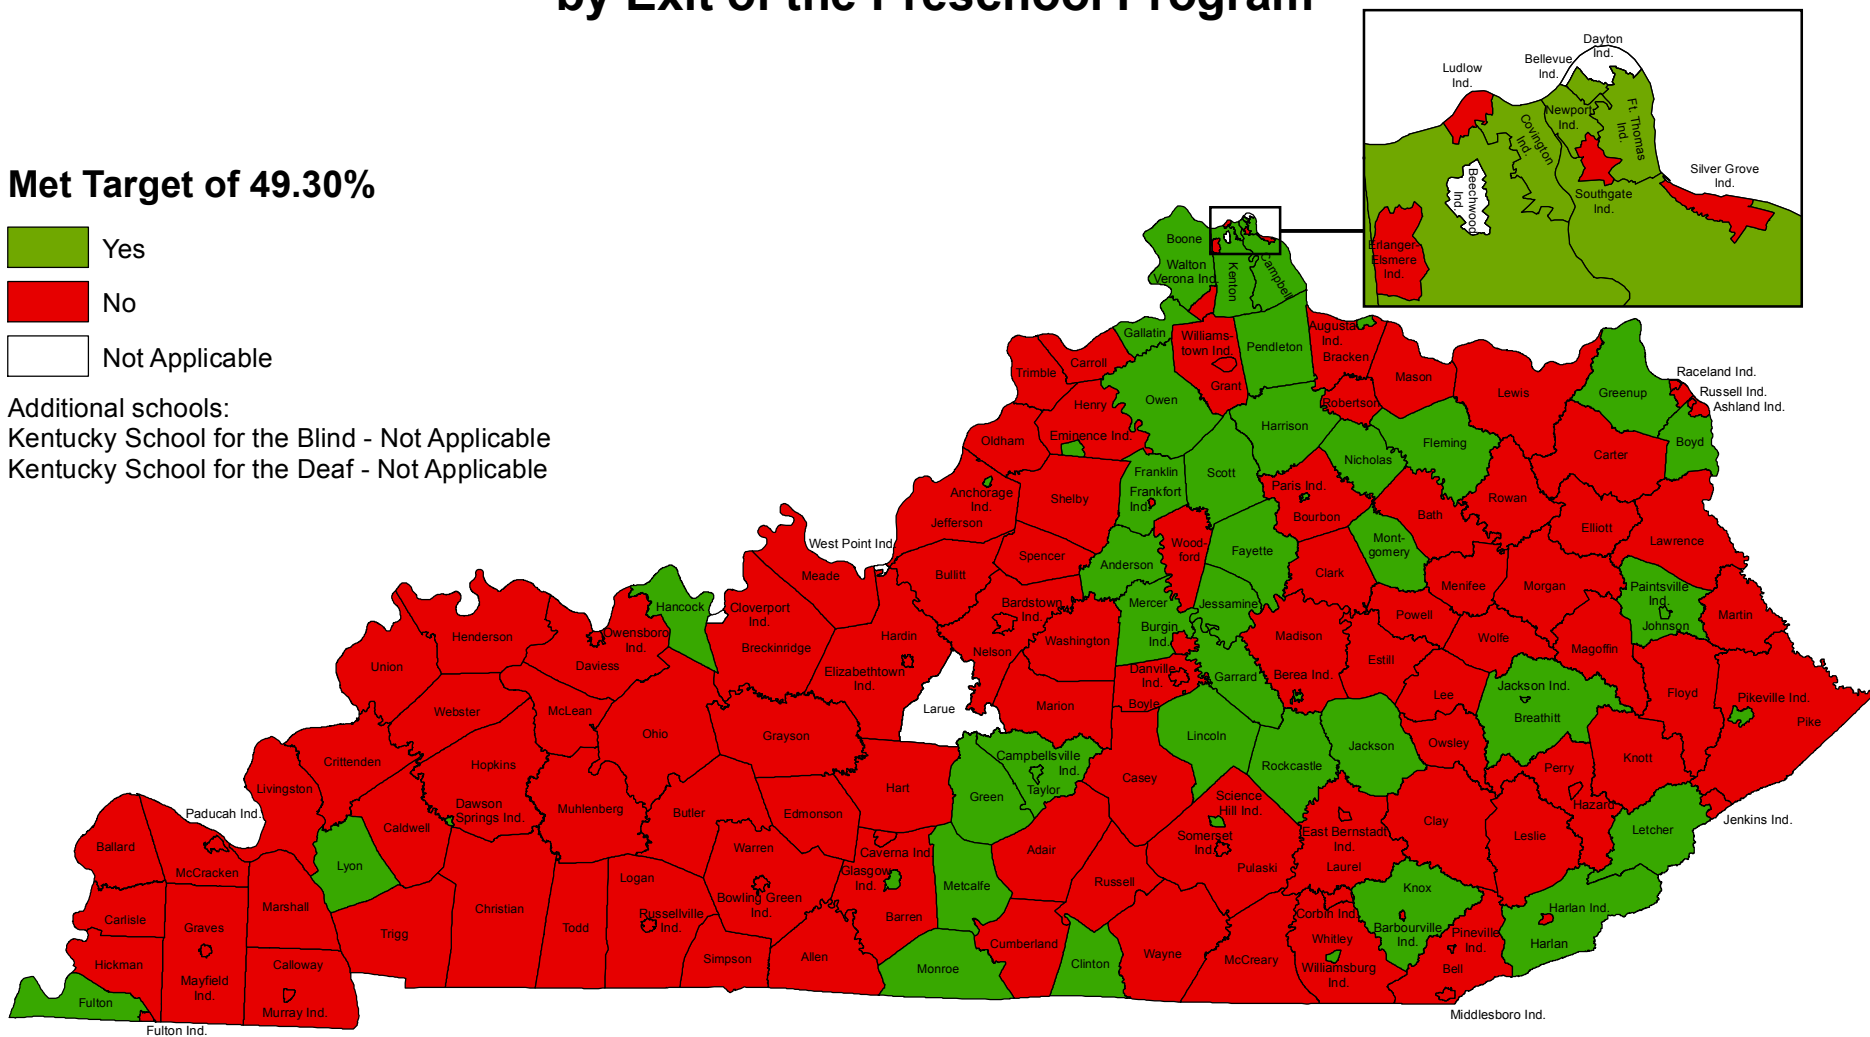 by Exit of the Preschool Program
Met Target of 49.30%
Yes
No
Not Applicable
Additional schools:
Kentucky School for the Blind - Not Applicable
Kentucky School for the Deaf - Not Applicable
Dayton
Ind.
Bellevue
Ind.
Ludlow
Ind.
Newport
Ind.
Ft. Thomas
Ind.
Covington
Ind.
Beechwood
Ind.
Silver Grove
Ind.
Southgate
Ind.
Erlanger-
Elsmere
Ind.
Boone
Walton
Verona Ind.
Kenton
Campbell
Gallatin
Williams-
town Ind.
Grant
Pendleton
Augusta
Ind.
Bracken
Mason
Lewis
Greenup
Raceland Ind.
Russell Ind.
Ashland Ind.
Boyd
Carter
Trimble
Carroll
Henry
Owen
Robertson
Harrison
Fleming
Nicholas
Oldham
Eminence Ind.
Franklin
Frankfort
Ind.
Scott
Paris Ind.
Bourbon
Bath
Rowan
Elliott
Lawrence
Anchorage
Ind.
Jefferson
Shelby
West Point Ind.
Spencer
Anderson
Wood-
ford
Fayette
Mont-
gomery
Clark
Menifee
Morgan
Paintsville
Ind.
Johnson
Martin
Meade
Bullitt
Hancock
Cloverport
Ind.
Breckinridge
Hardin
Elizabethtown
Ind.
Bardstown
Ind.
Nelson
Washington
Mercer
Burgin
Ind.
Jessamine
Madison
Powell
Wolfe
Magoffin
Henderson
Owensboro
Ind.
Daviess
Union
Danville
Ind.
Boyle
Garrard
Berea Ind.
Estill
Lee
Jackson Ind.
Breathitt
Floyd
Pikeville Ind.
Pike
Webster
McLean
Ohio
Grayson
Larue
Marion
Lincoln
Rockcastle
Jackson
Owsley
Perry
Hazard
Knott
Crittenden
Hopkins
Dawson
Springs Ind.
Muhlenberg
Butler
Edmonson
Hart
Green
Campbellsville
Ind.
Taylor
Casey
Science
Hill Ind.
Somerset
Ind.
Pulaski
East Bernstadt
Ind.
Laurel
Clay
Leslie
Letcher
Jenkins Ind.
Livingston
Paducah Ind.
Ballard
McCracken
Caldwell
Lyon
Warren
Caverna Ind.
Glasgow
Ind.
Barren
Metcalfe
Adair
Russell
Knox
Barbourville
Ind.
Harlan Ind.
Harlan
Carlisle
Graves
Marshall
Christian
Todd
Logan
Russellville
Ind.
Bowling Green
Ind.
Corbin Ind.
Whitley
Williamsburg
Ind.
Pineville
Ind.
Bell
Hickman
Mayfield
Ind.
Calloway
Murray Ind.
Trigg
Simpson
Allen
Monroe
Cumberland
Clinton
Wayne
McCreary
Fulton
Fulton Ind.
Middlesboro Ind.